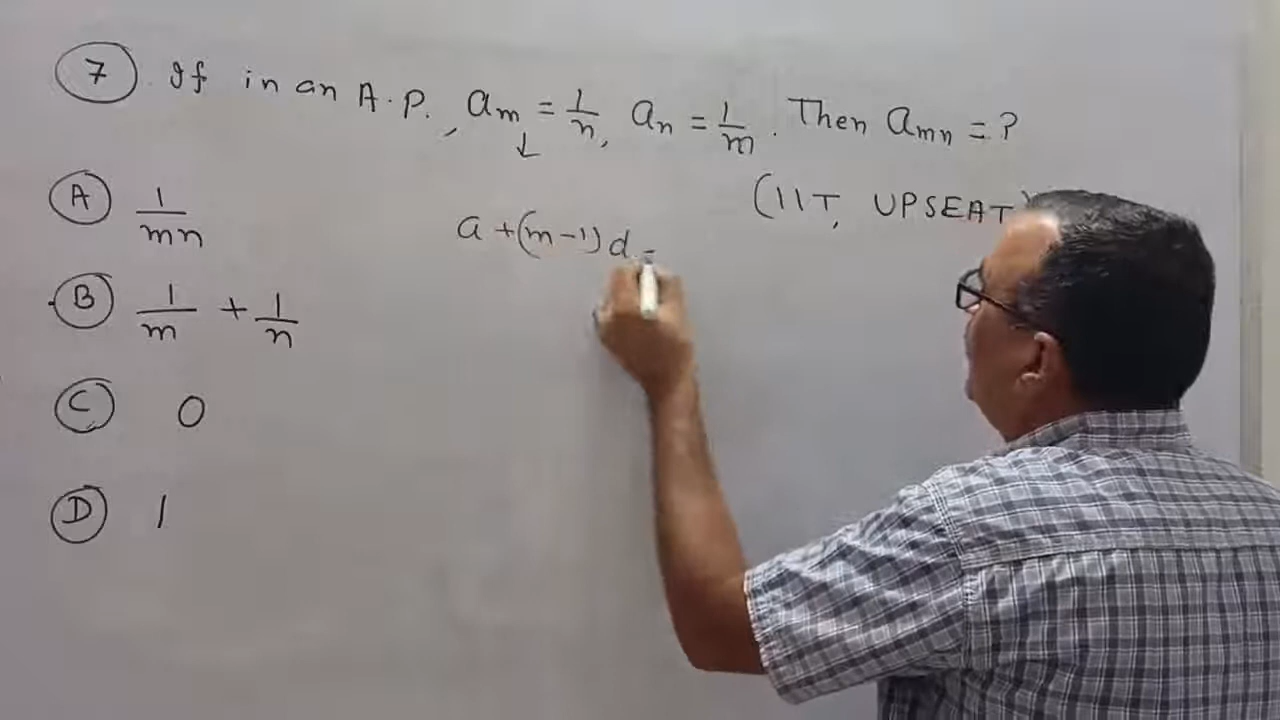 7 If in an A.P., a_m = 1/n, a_n = 1/m. Then a_mn = ?
(IIT, UPSEAT)
A 1/mn
a + (m-1) d =
B 1/m + 1/n
C 0
D 1